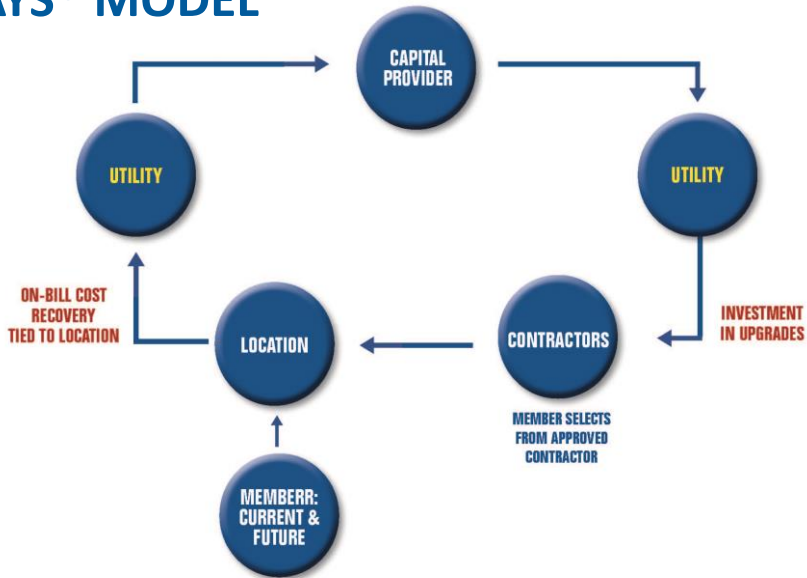 AYS® MODEL
CAPITAL
PROVIDER
UTILITY
UTILITY
ON-BILL COST
RECOVERY
TIED TO LOCATION
LOCATION
CONTRACTORS
INVESTMENT
IN UPGRADES
MEMBER SELECTS
FROM APPROVED
CONTRACTOR
MEMBERR:
CURRENT &
FUTURE